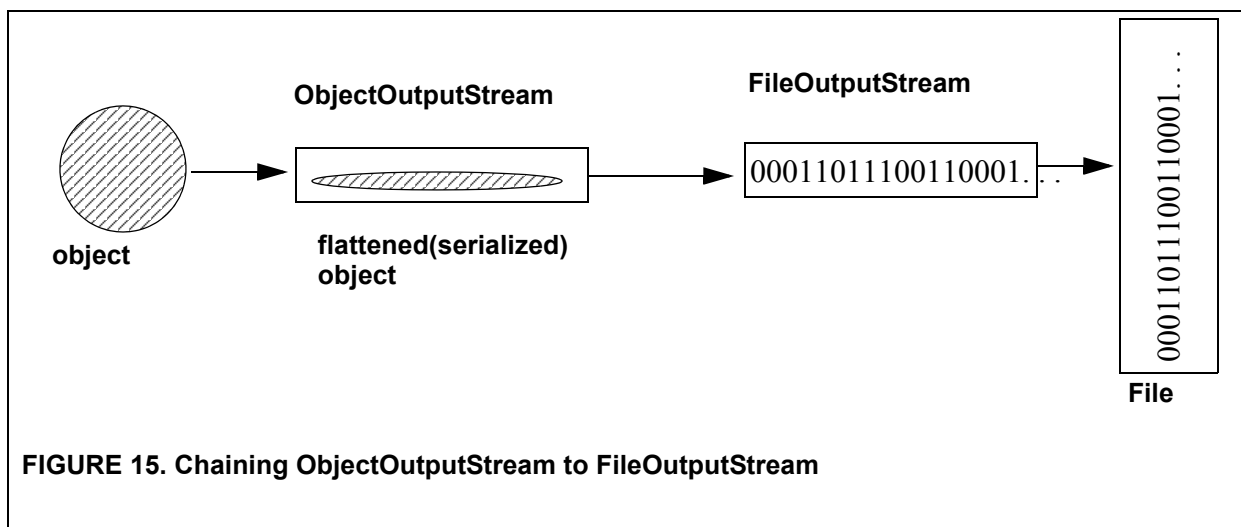 ObjectOutputStream
FileOutputStream
object
flattened(serialized)
object
00011011100110001. . .
00011011100110001. . .
File
FIGURE 15. Chaining ObjectOutputStream to FileOutputStream